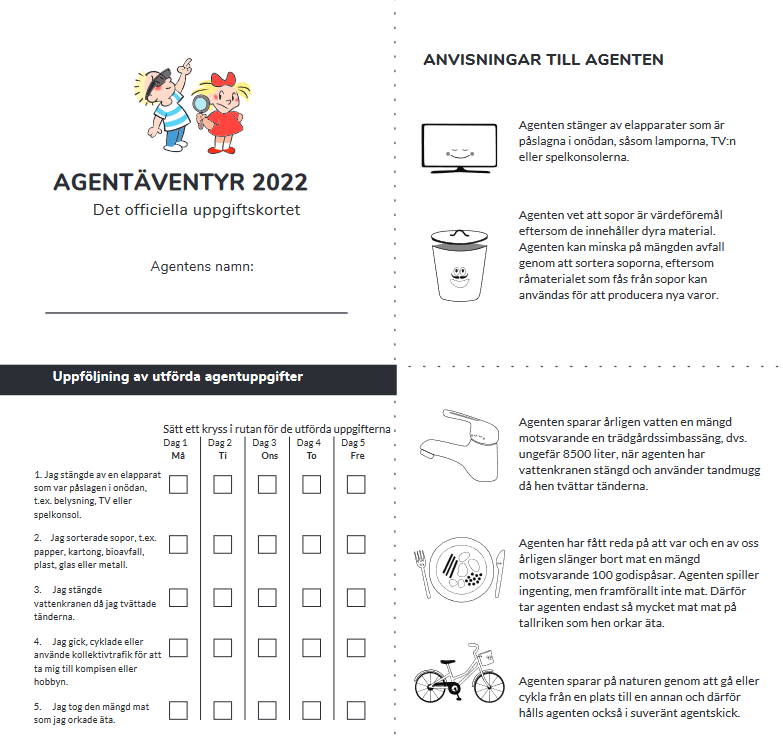 AGENTÄVENTYR 2022
Det officiella uppgiftskortet
Agentens namn:
ANVISNINGAR TILL AGENTEN
Agenten stänger av elapparater som är
påslagna i onödan, såsom lamporna, TV:n
eller spelkonsolerna.
Agenten vet att sopor är värdeföremål
eftersom de innehåller dyra material.
Agenten kan minska på mängden avfall
genom att sortera soporna, eftersom
råmaterialet som fås från sopor kan
användas för att producera nya varor.
Uppföljning av utförda agentuppgifter
Sätt ett kryss i rutan för de utförda uppgifterna
Dag 1 Dag 2 Dag 3 Dag 4 Dag 5
Må Ti Ons To Fre
1. Jag stängde av en elapparat
som var påslagen i onödan,
t.ex. belysning, TV eller
spelkonsol.
2. Jag sorterade sopor, t.ex.
papper, kartong, bioavfall,
plast, glas eller metall.
3. Jag stängde
vattenkranen då jag tvättade
tänderna.
4. Jag gick, cyklade eller
använde kollektivtrafik för att
ta mig till kompisen eller
hobbyn.
5. Jag tog den mängd mat
som jag orkade äta.
Agenten sparar årligen vatten en mängd
motsvarande en trädgårdssimbassäng, dvs.
ungefär 8500 liter, när agenten har
vattenkranen stängd och använder tandmugg
då hen tvättar tänderna.
Agenten har fått reda på att var och en av oss
årligen slänger bort mat en mängd
motsvarande 100 godispåsar. Agenten spiller
ingenting, men framförallt inte mat. Därför
tar agenten endast så mycket mat mat på
tallriken som hen orkar äta.
Agenten sparar på naturen genom att gå eller
cykla från en plats till en annan och därför
hålls agenten också i suveränt agentskick.